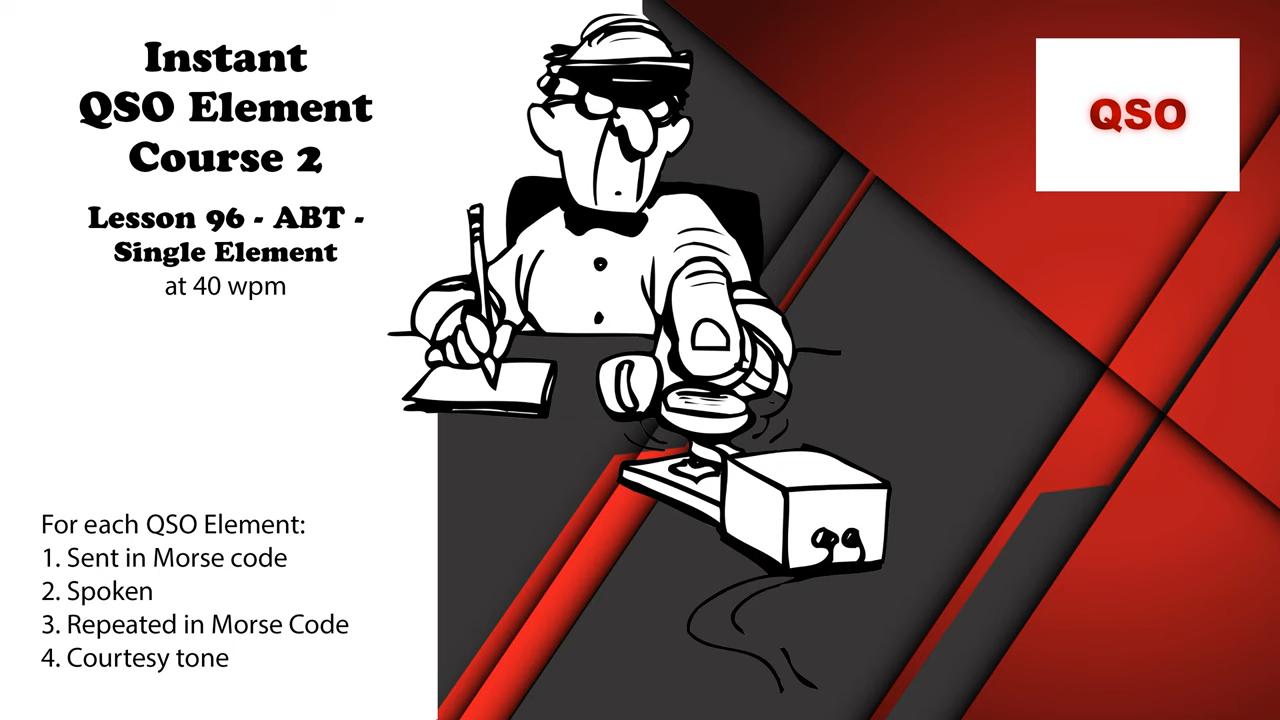 Instant
QSO Element
Course 2
Lesson 96 - ABT -
Single Element
at 40 wpm
QSO
For each QSO Element:
1. Sent in Morse code
2. Spoken
3. Repeated in Morse Code
4. Courtesy tone